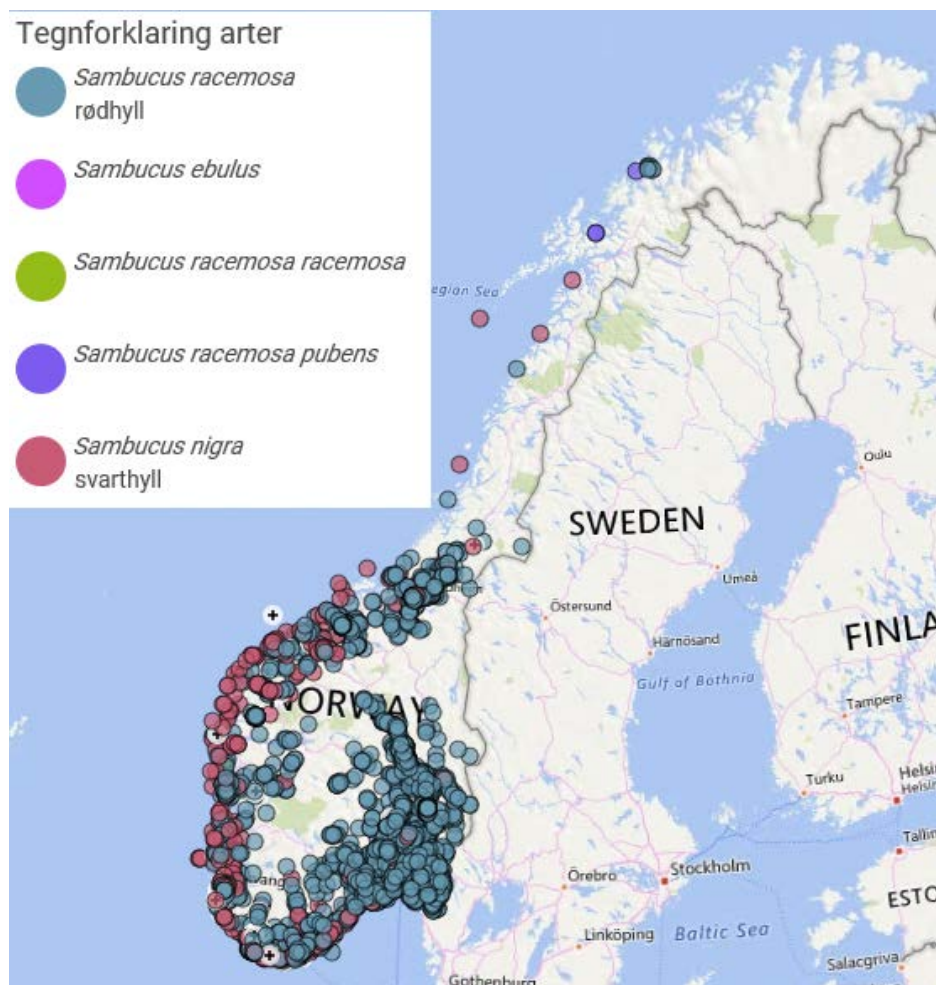 Tegnforklaring arter
Sambucus racemosa
rødhyll
Sambucus ebulus
Sambucus racemosa racemosa
Sambucus racemosa pubens
Sambucus nigra
svarthyll
egian Sea
Oulu
SWEDEN
Umeå
Östersund
FINLA
Härnösand
Gulf of Bothnia
NORWAY
Tampere
Turku
Helsi
Helsin
Tallin
Stockholm
Örebro
ESTO
Linköping
Baltic Sea
Salacgriva
Gothenburg